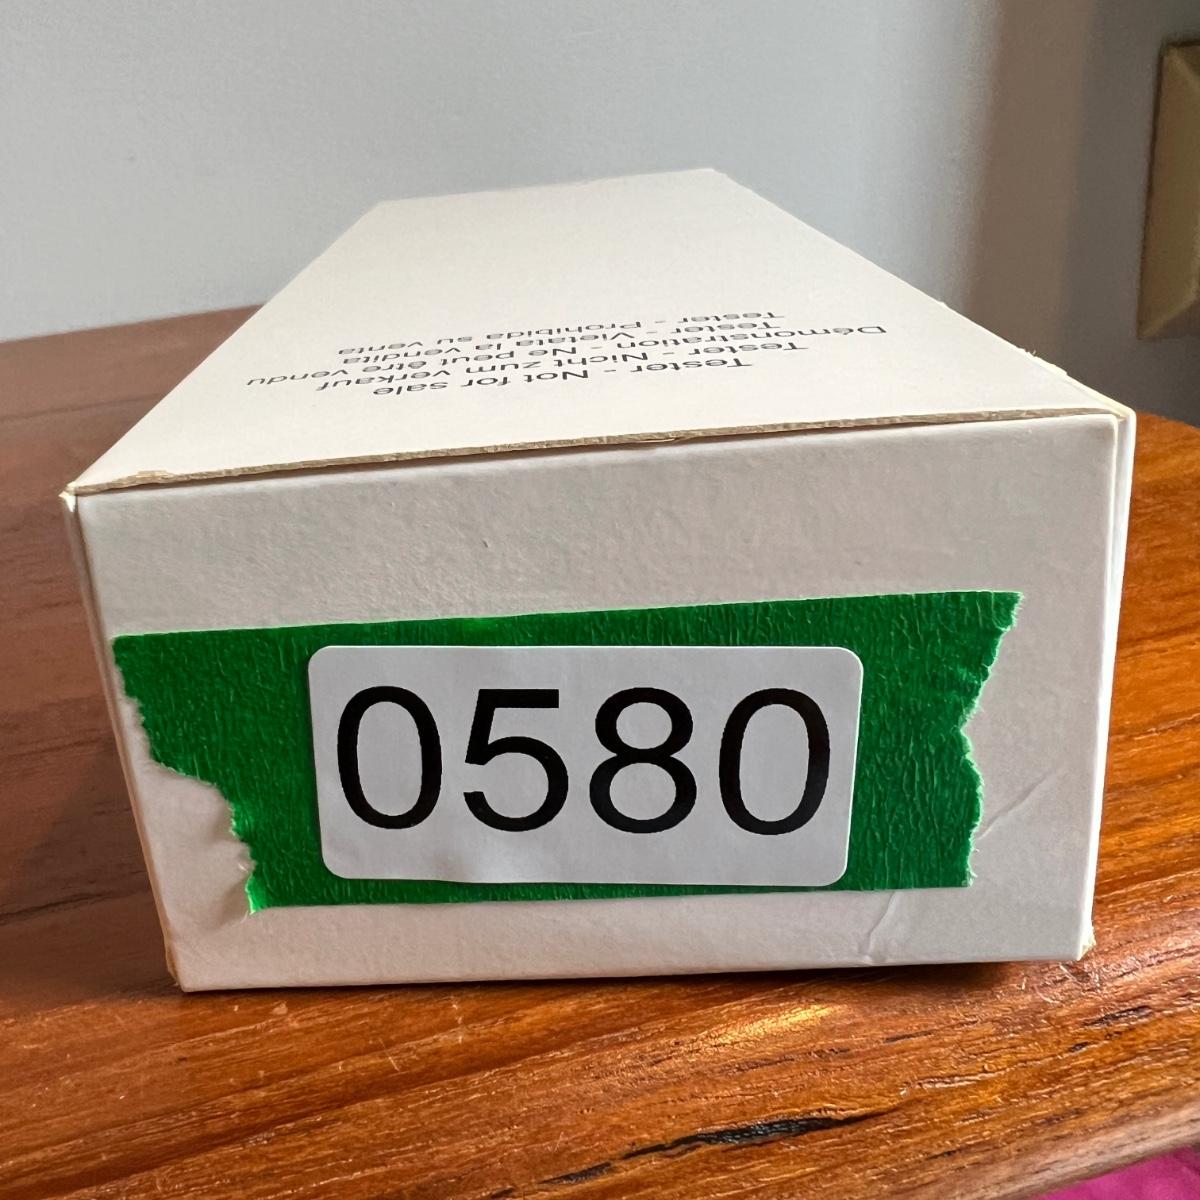 Tester - Not for sale
Tester - Nicht zum verkauf
Démonstration - Ne peut être vendu
Tester - Vietata la vendita
Tester - Prohibida su venta
0580